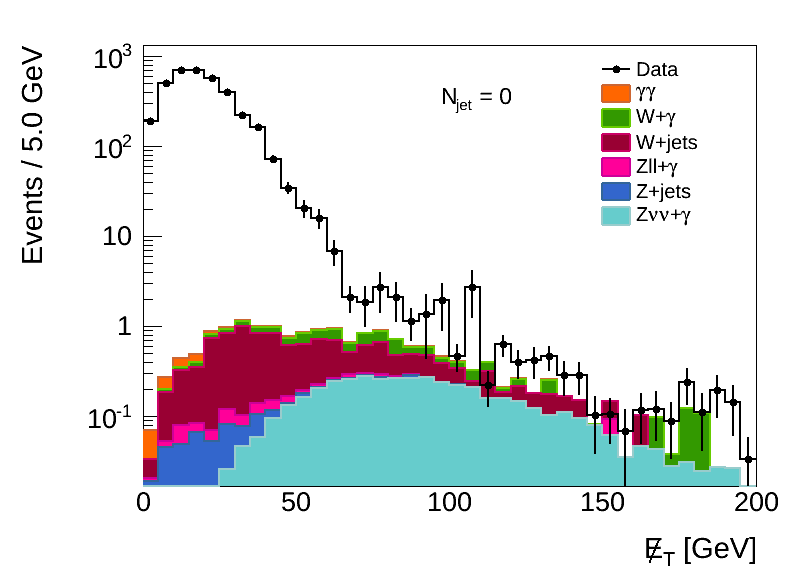 Events / 5.0 GeV
10³
10²
10
1
10⁻¹
N_jet = 0
Data
γγ
W+γ
W+jets
Zll+γ
Z+jets
Zνν+γ
0 50 100 150 200
E̸_T [GeV]